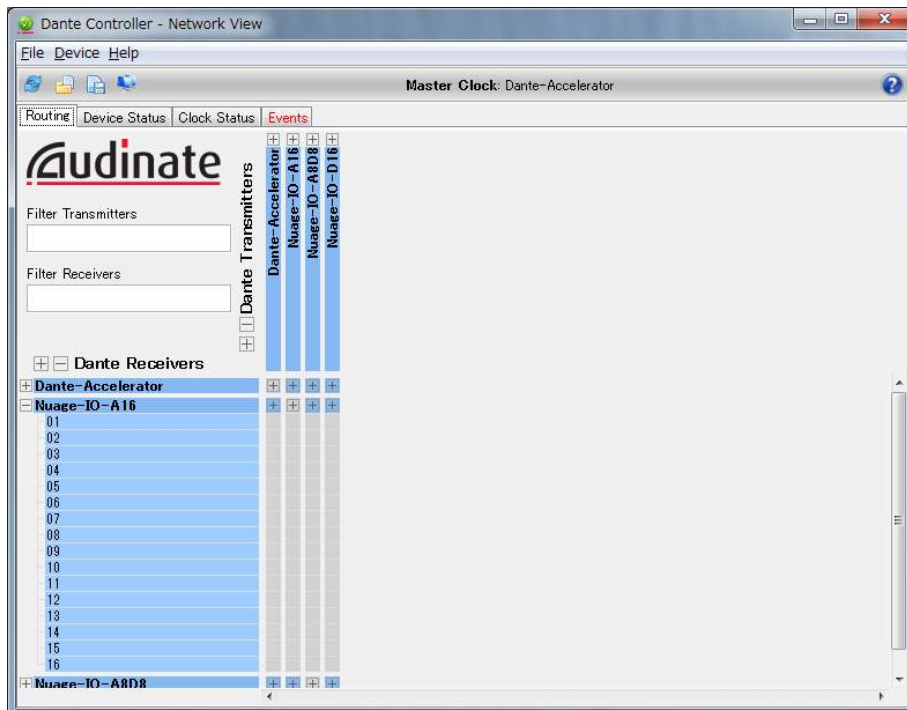 Dante Controller - Network View
File Device Help
Master Clock: Dante-Accelerator
Routing Device Status Clock Status Events
Audinate
Filter Transmitters
Filter Receivers
Dante Transmitters
Dante-Accelerator
Nuage-IO-A16
Nuage-IO-A8D8
Nuage-IO-D16
Dante Receivers
Dante-Accelerator
Nuage-IO-A16
01
02
03
04
05
06
07
08
09
10
11
12
13
14
15
16
Nuage-IO-A8D8